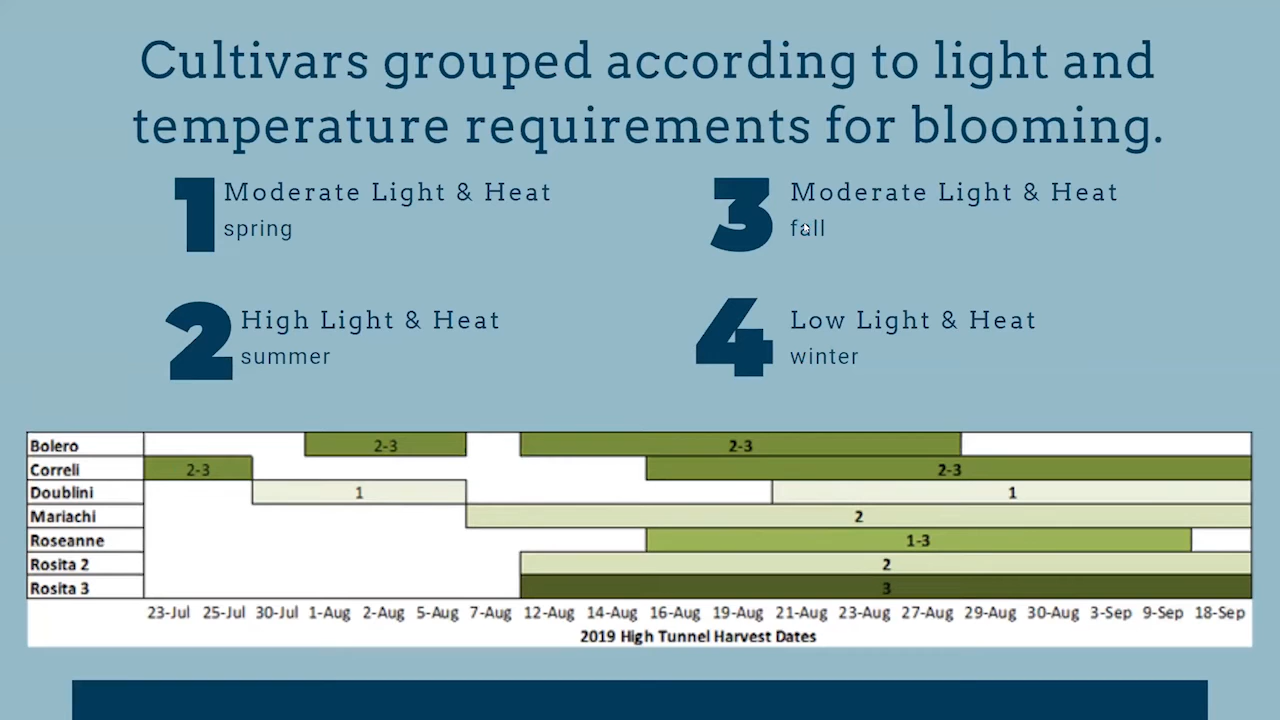 Cultivars grouped according to light and
temperature requirements for blooming.
1 Moderate Light & Heat
spring
2 High Light & Heat
summer
3 Moderate Light & Heat
fall
4 Low Light & Heat
winter
Bolero 2-3 2-3
Correli 2-3 2-3
Doublini 1 1
Mariachi 2
Roseanne 1-3
Rosita 2 2
Rosita 3 3
23-Jul 25-Jul 30-Jul 1-Aug 2-Aug 5-Aug 7-Aug 12-Aug 14-Aug 16-Aug 19-Aug 21-Aug 23-Aug 27-Aug 29-Aug 30-Aug 3-Sep 9-Sep 18-Sep
2019 High Tunnel Harvest Dates